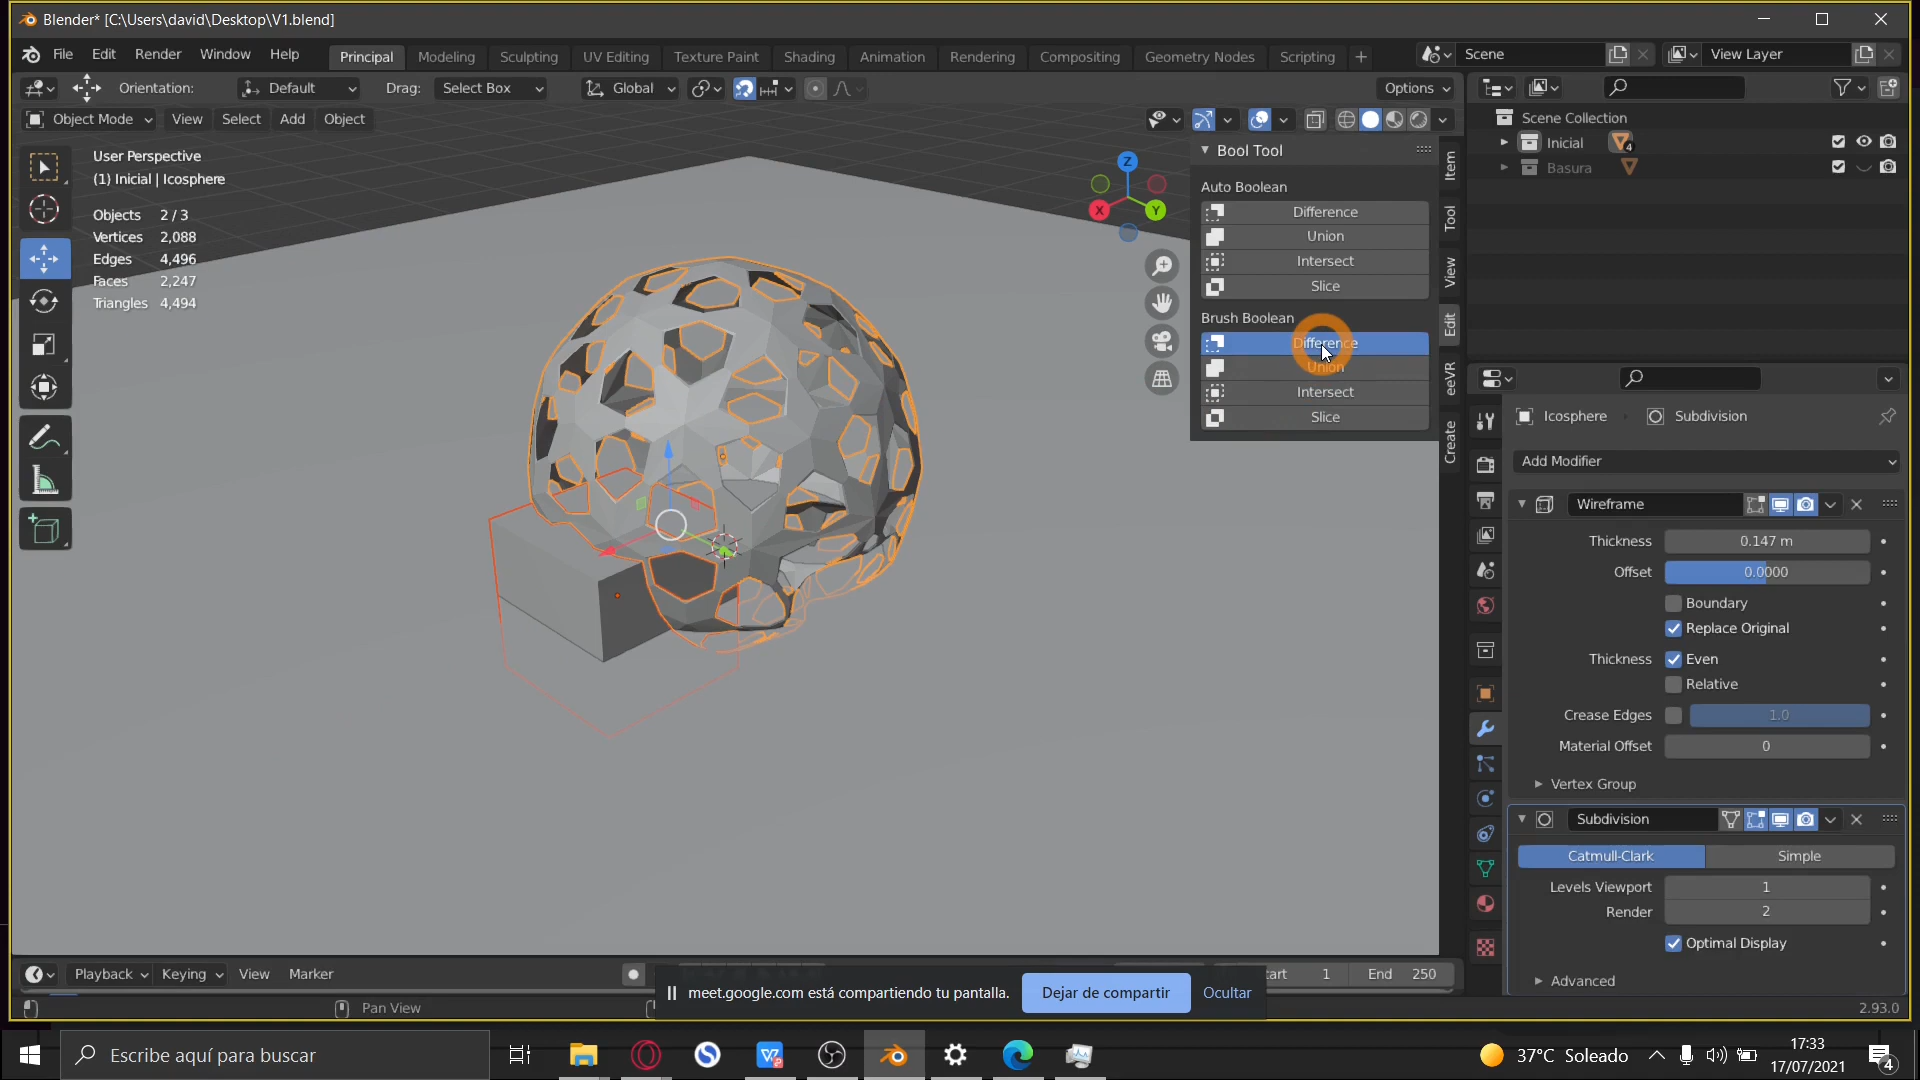 Blender* [C:\Users\david\Desktop\V1.blend]
File Edit Render Window Help Principal Modeling Sculpting UV Editing Texture Paint Shading Animation Rendering Compositing Geometry Nodes Scripting + Scene View Layer
Orientation: Default Drag: Select Box Global Options
Object Mode View Select Add Object
User Perspective
(1) Inicial | Icosphere
Objects 2/3
Vertices 2,088
Edges 4,496
Faces 2,247
Triangles 4,494
Z
X
Y
Bool Tool
Auto Boolean
Difference
Union
Intersect
Slice
Brush Boolean
Difference
Union
Intersect
Slice
Item
Tool
View
Edit
eeVR
Create
Scene Collection
Inicial 4
Basura
Icosphere Subdivision
Add Modifier
Wireframe
Thickness 0.147 m
Offset 0.0000
Boundary
Replace Original
Thickness Even
Relative
Crease Edges 1.0
Material Offset 0
Vertex Group
Subdivision
Catmull-Clark Simple
Levels Viewport 1
Render 2
Optimal Display
Advanced
Playback Keying View Marker
End 250
1
Pan View
2.93.0
meet.google.com está compartiendo tu pantalla. Dejar de compartir Ocultar
Escribe aquí para buscar
37°C Soleado
17:33
17/07/2021
4